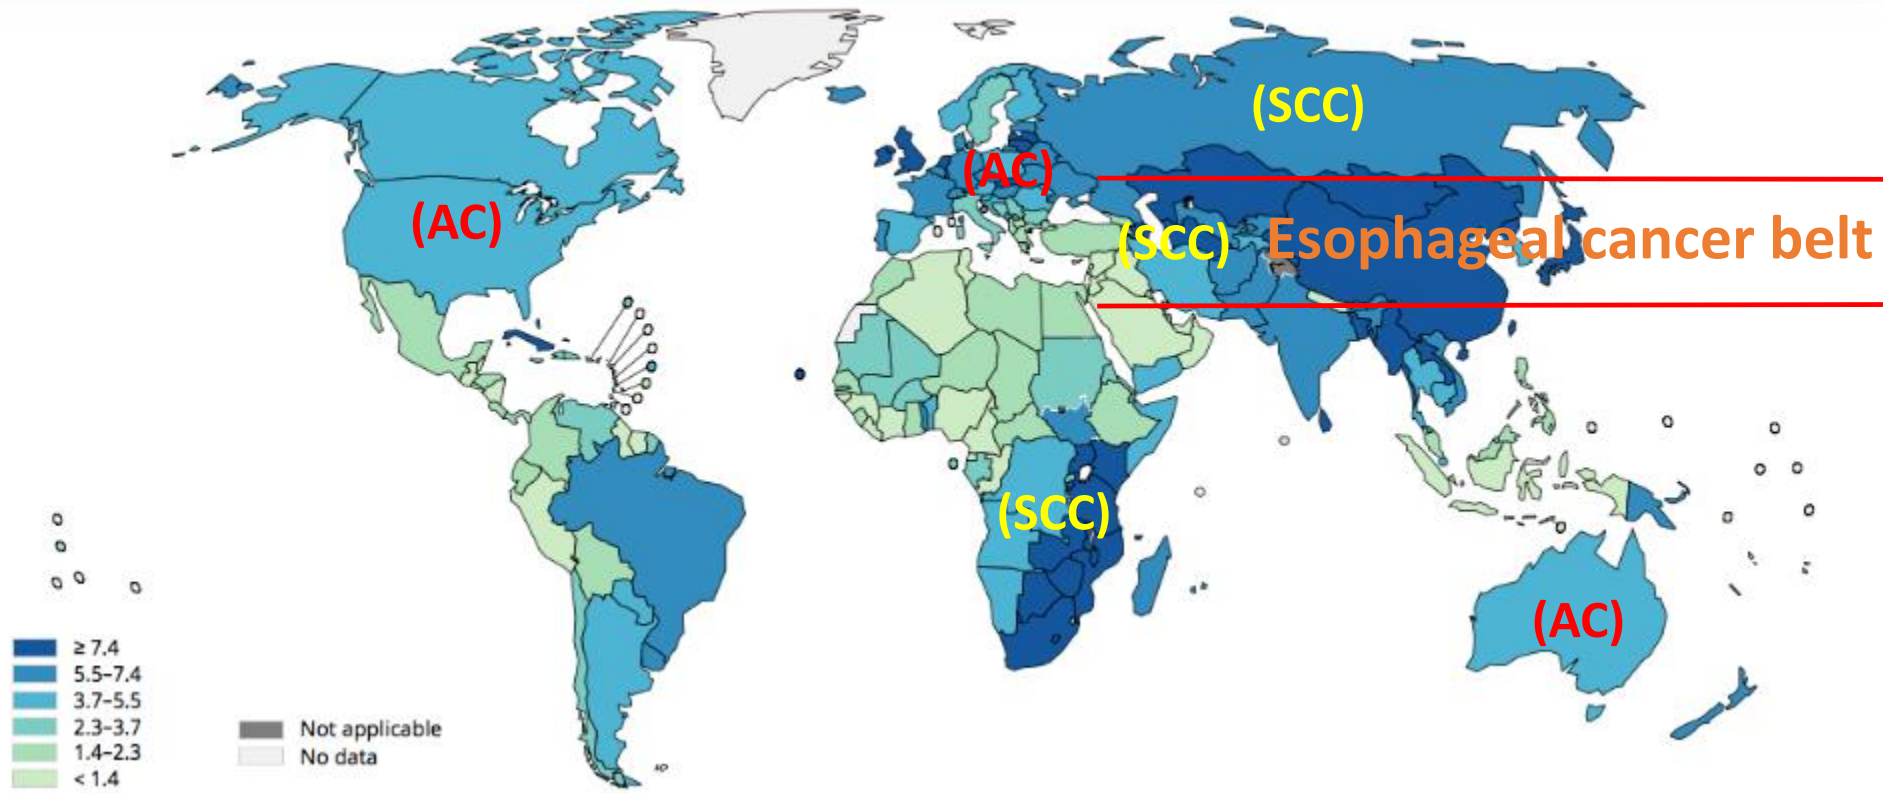 (SCC)
(AC)
(AC)
(SCC)
Esophageal cancer belt
(SCC)
(AC)
≥ 7.4
5.5–7.4
3.7–5.5
2.3–3.7
1.4–2.3
< 1.4
Not applicable
No data